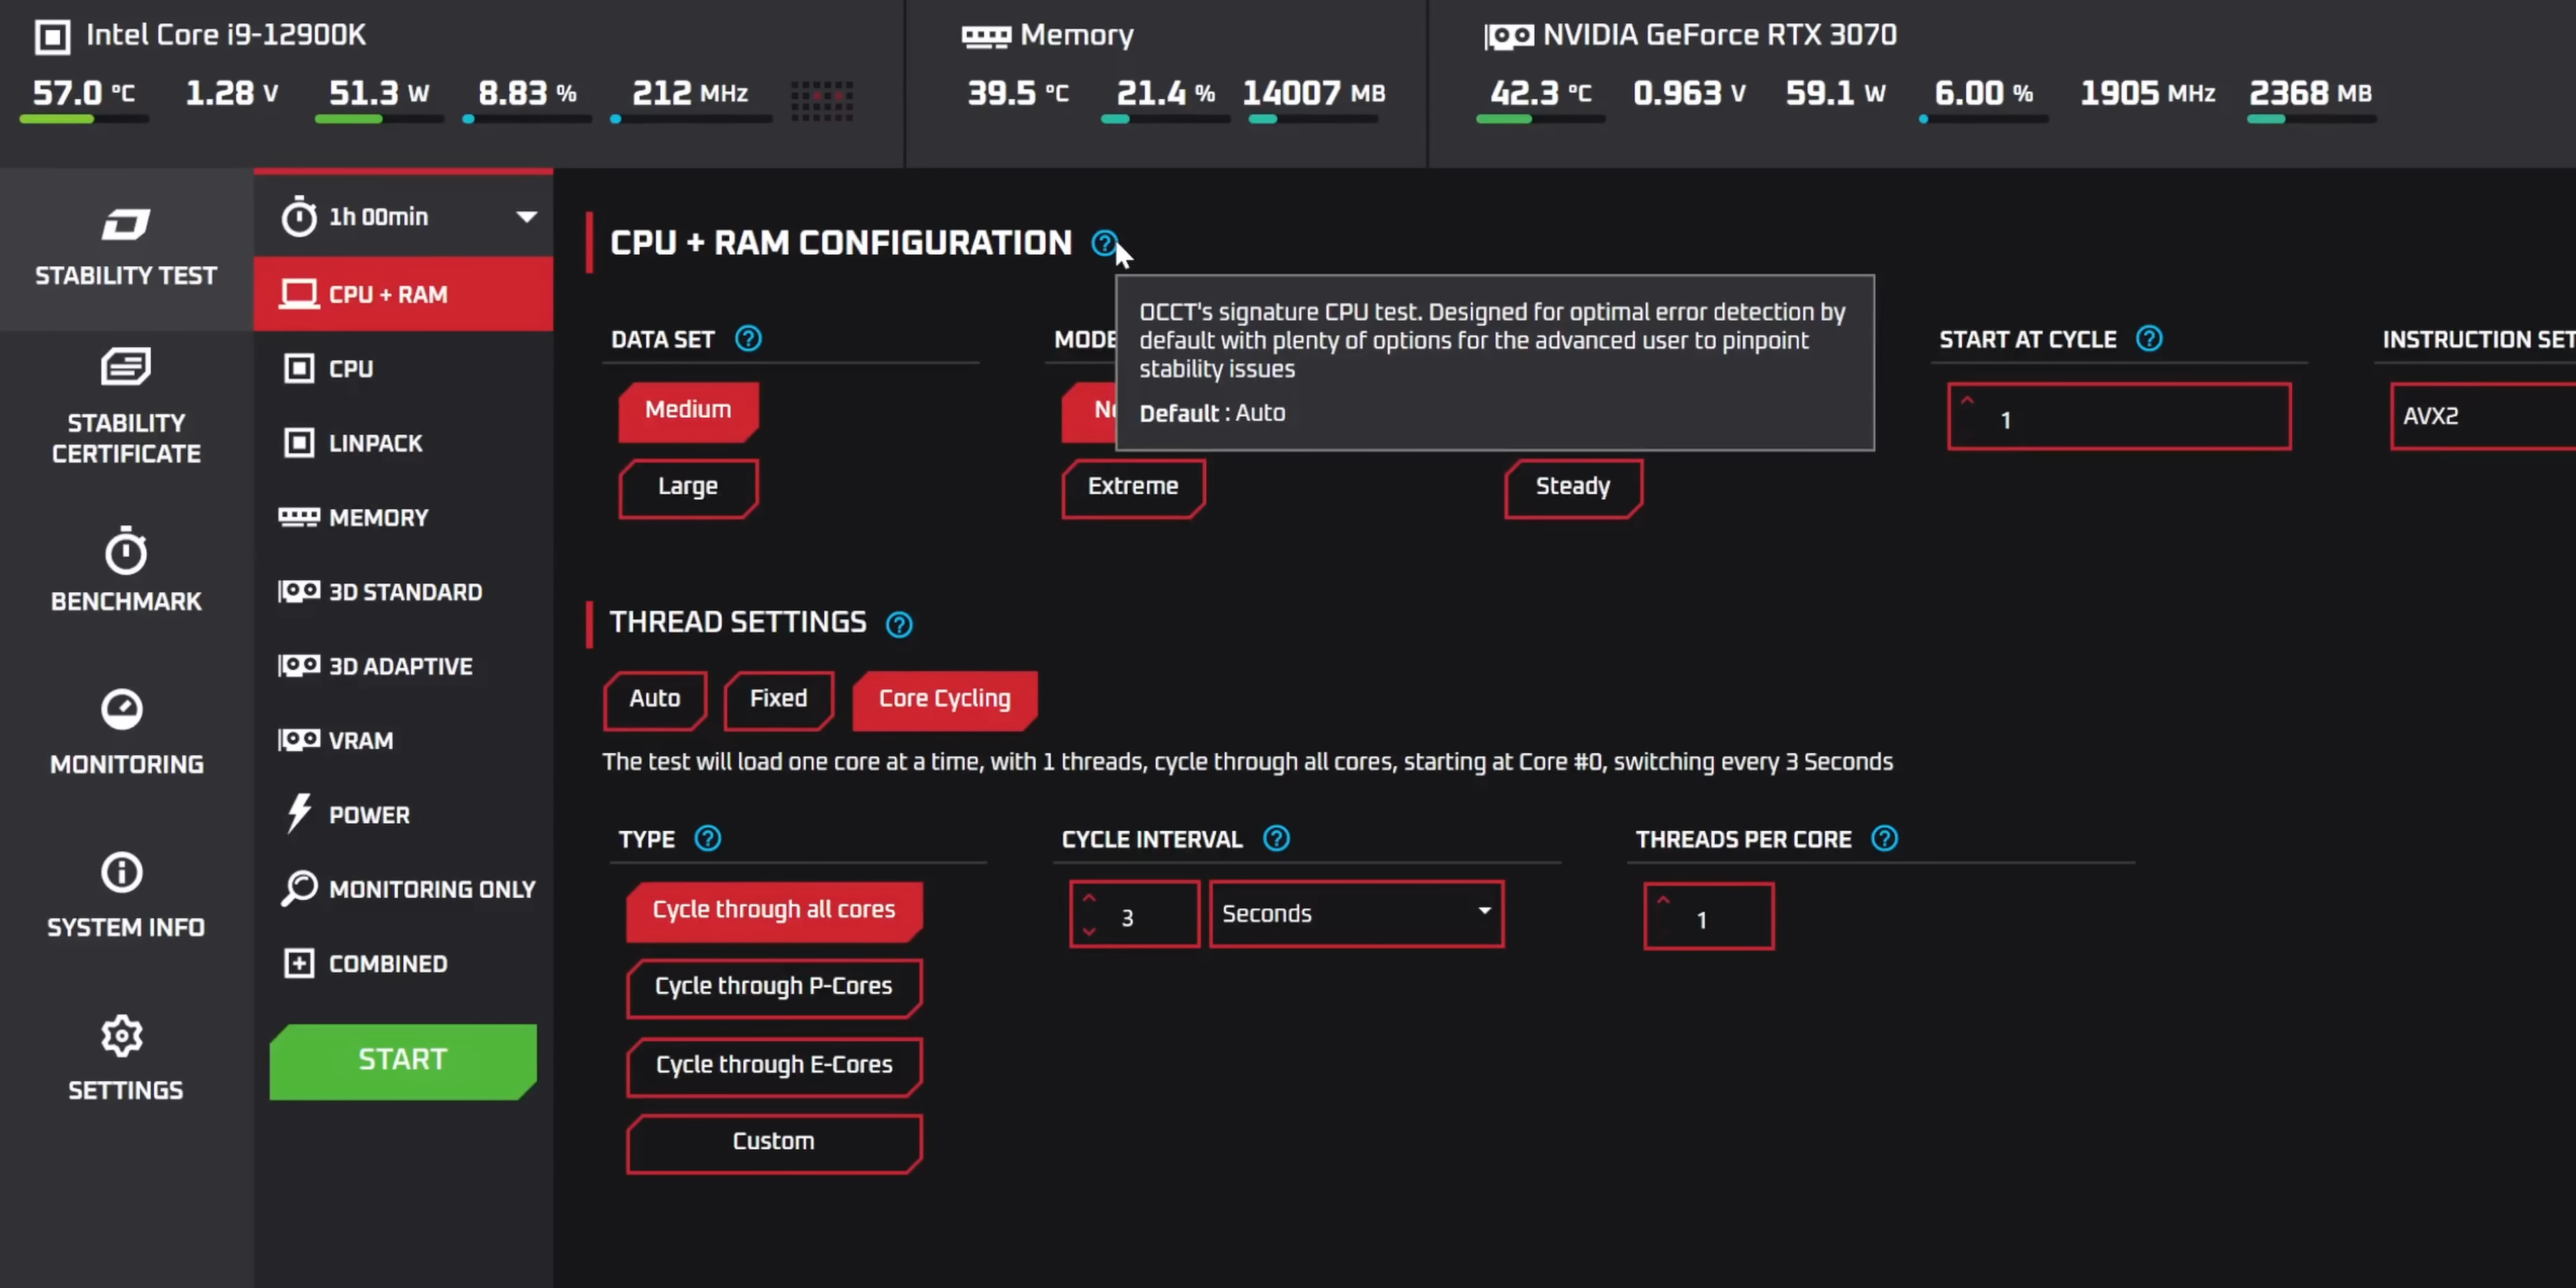 Intel Core i9-12900K
57.0 °C 1.28 V 51.3 W 8.83 % 212 MHz
Memory
39.5 °C 21.4 % 14007 MB
NVIDIA GeForce RTX 3070
42.3 °C 0.963 V 59.1 W 6.00 % 1905 MHz 2368 MB
STABILITY TEST
STABILITY
CERTIFICATE
BENCHMARK
MONITORING
SYSTEM INFO
SETTINGS
1h 00min
CPU + RAM
CPU
LINPACK
MEMORY
3D STANDARD
3D ADAPTIVE
VRAM
POWER
MONITORING ONLY
COMBINED
START
CPU + RAM CONFIGURATION ?
OCCT's signature CPU test. Designed for optimal error detection by
default with plenty of options for the advanced user to pinpoint
stability issues
Default : Auto
DATA SET ?
Medium
Large
MODE
Extreme
Steady
START AT CYCLE ?
1
INSTRUCTION SET
AVX2
THREAD SETTINGS ?
Auto Fixed Core Cycling
The test will load one core at a time, with 1 threads, cycle through all cores, starting at Core #0, switching every 3 Seconds
TYPE ?
Cycle through all cores
Cycle through P-Cores
Cycle through E-Cores
Custom
CYCLE INTERVAL ?
3 Seconds
THREADS PER CORE ?
1